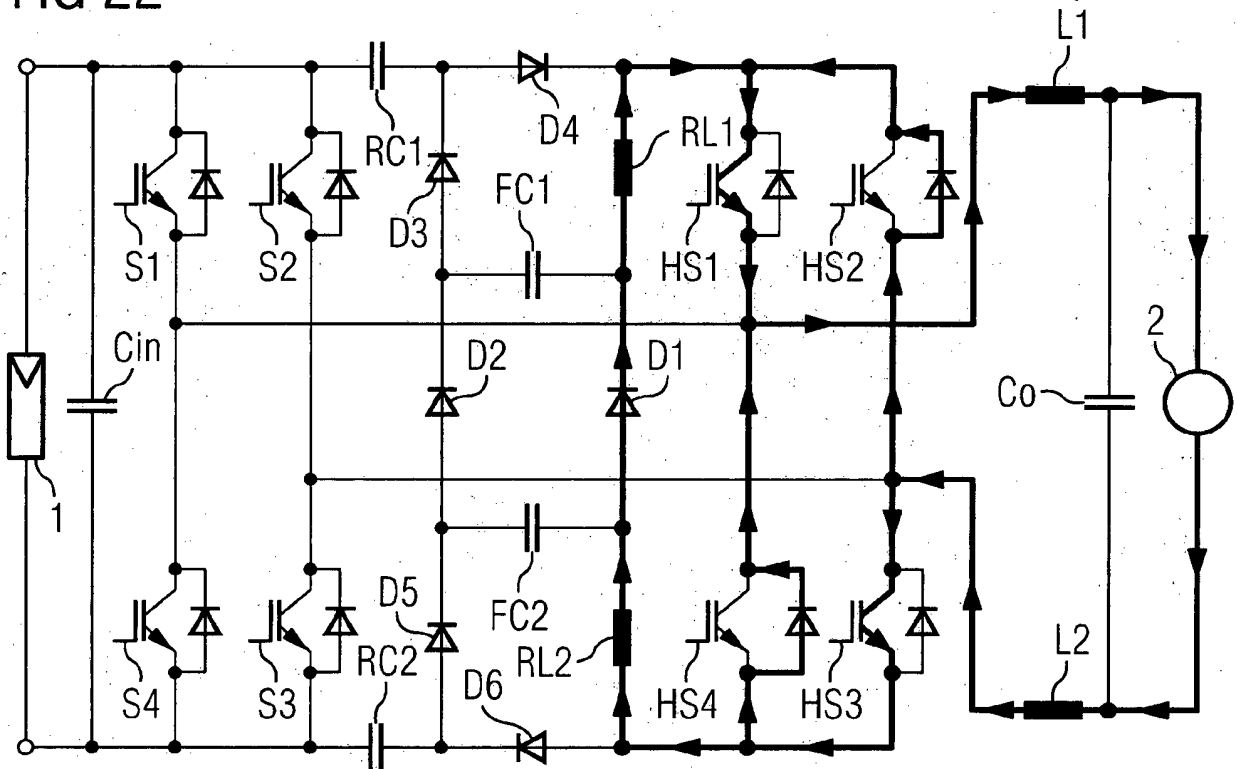 FIG 22
L1
D4
RC1
RL1
D3
FC1
S1
S2
HS1
HS2
Cin
D2
D1
2
Co
1
D5
FC2
RL2
L2
S4
S3
RC2
D6
HS4
HS3